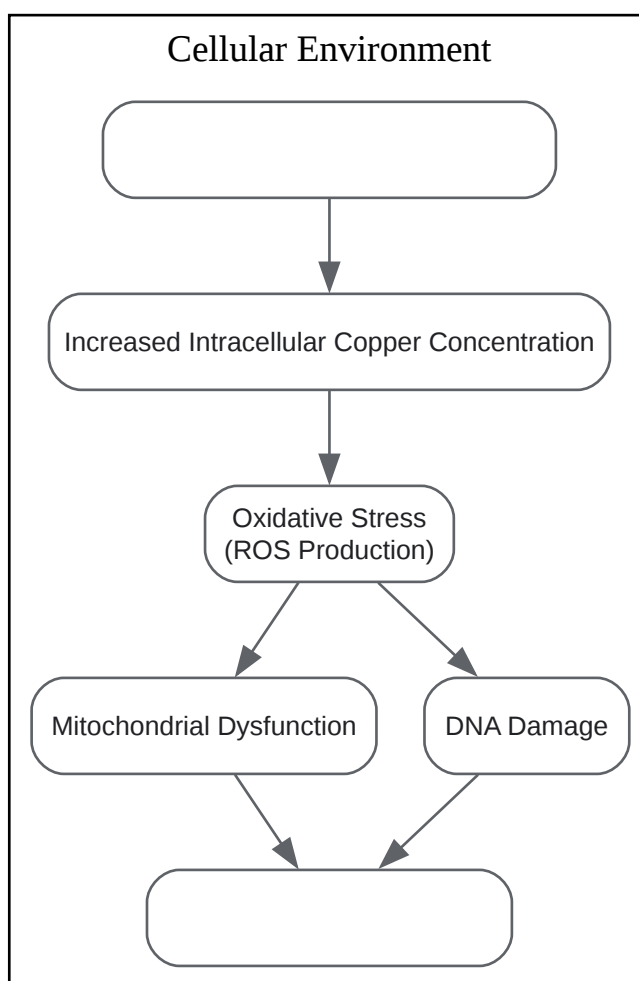 Cellular Environment
Increased Intracellular Copper Concentration
Oxidative Stress
(ROS Production)
Mitochondrial Dysfunction
DNA Damage